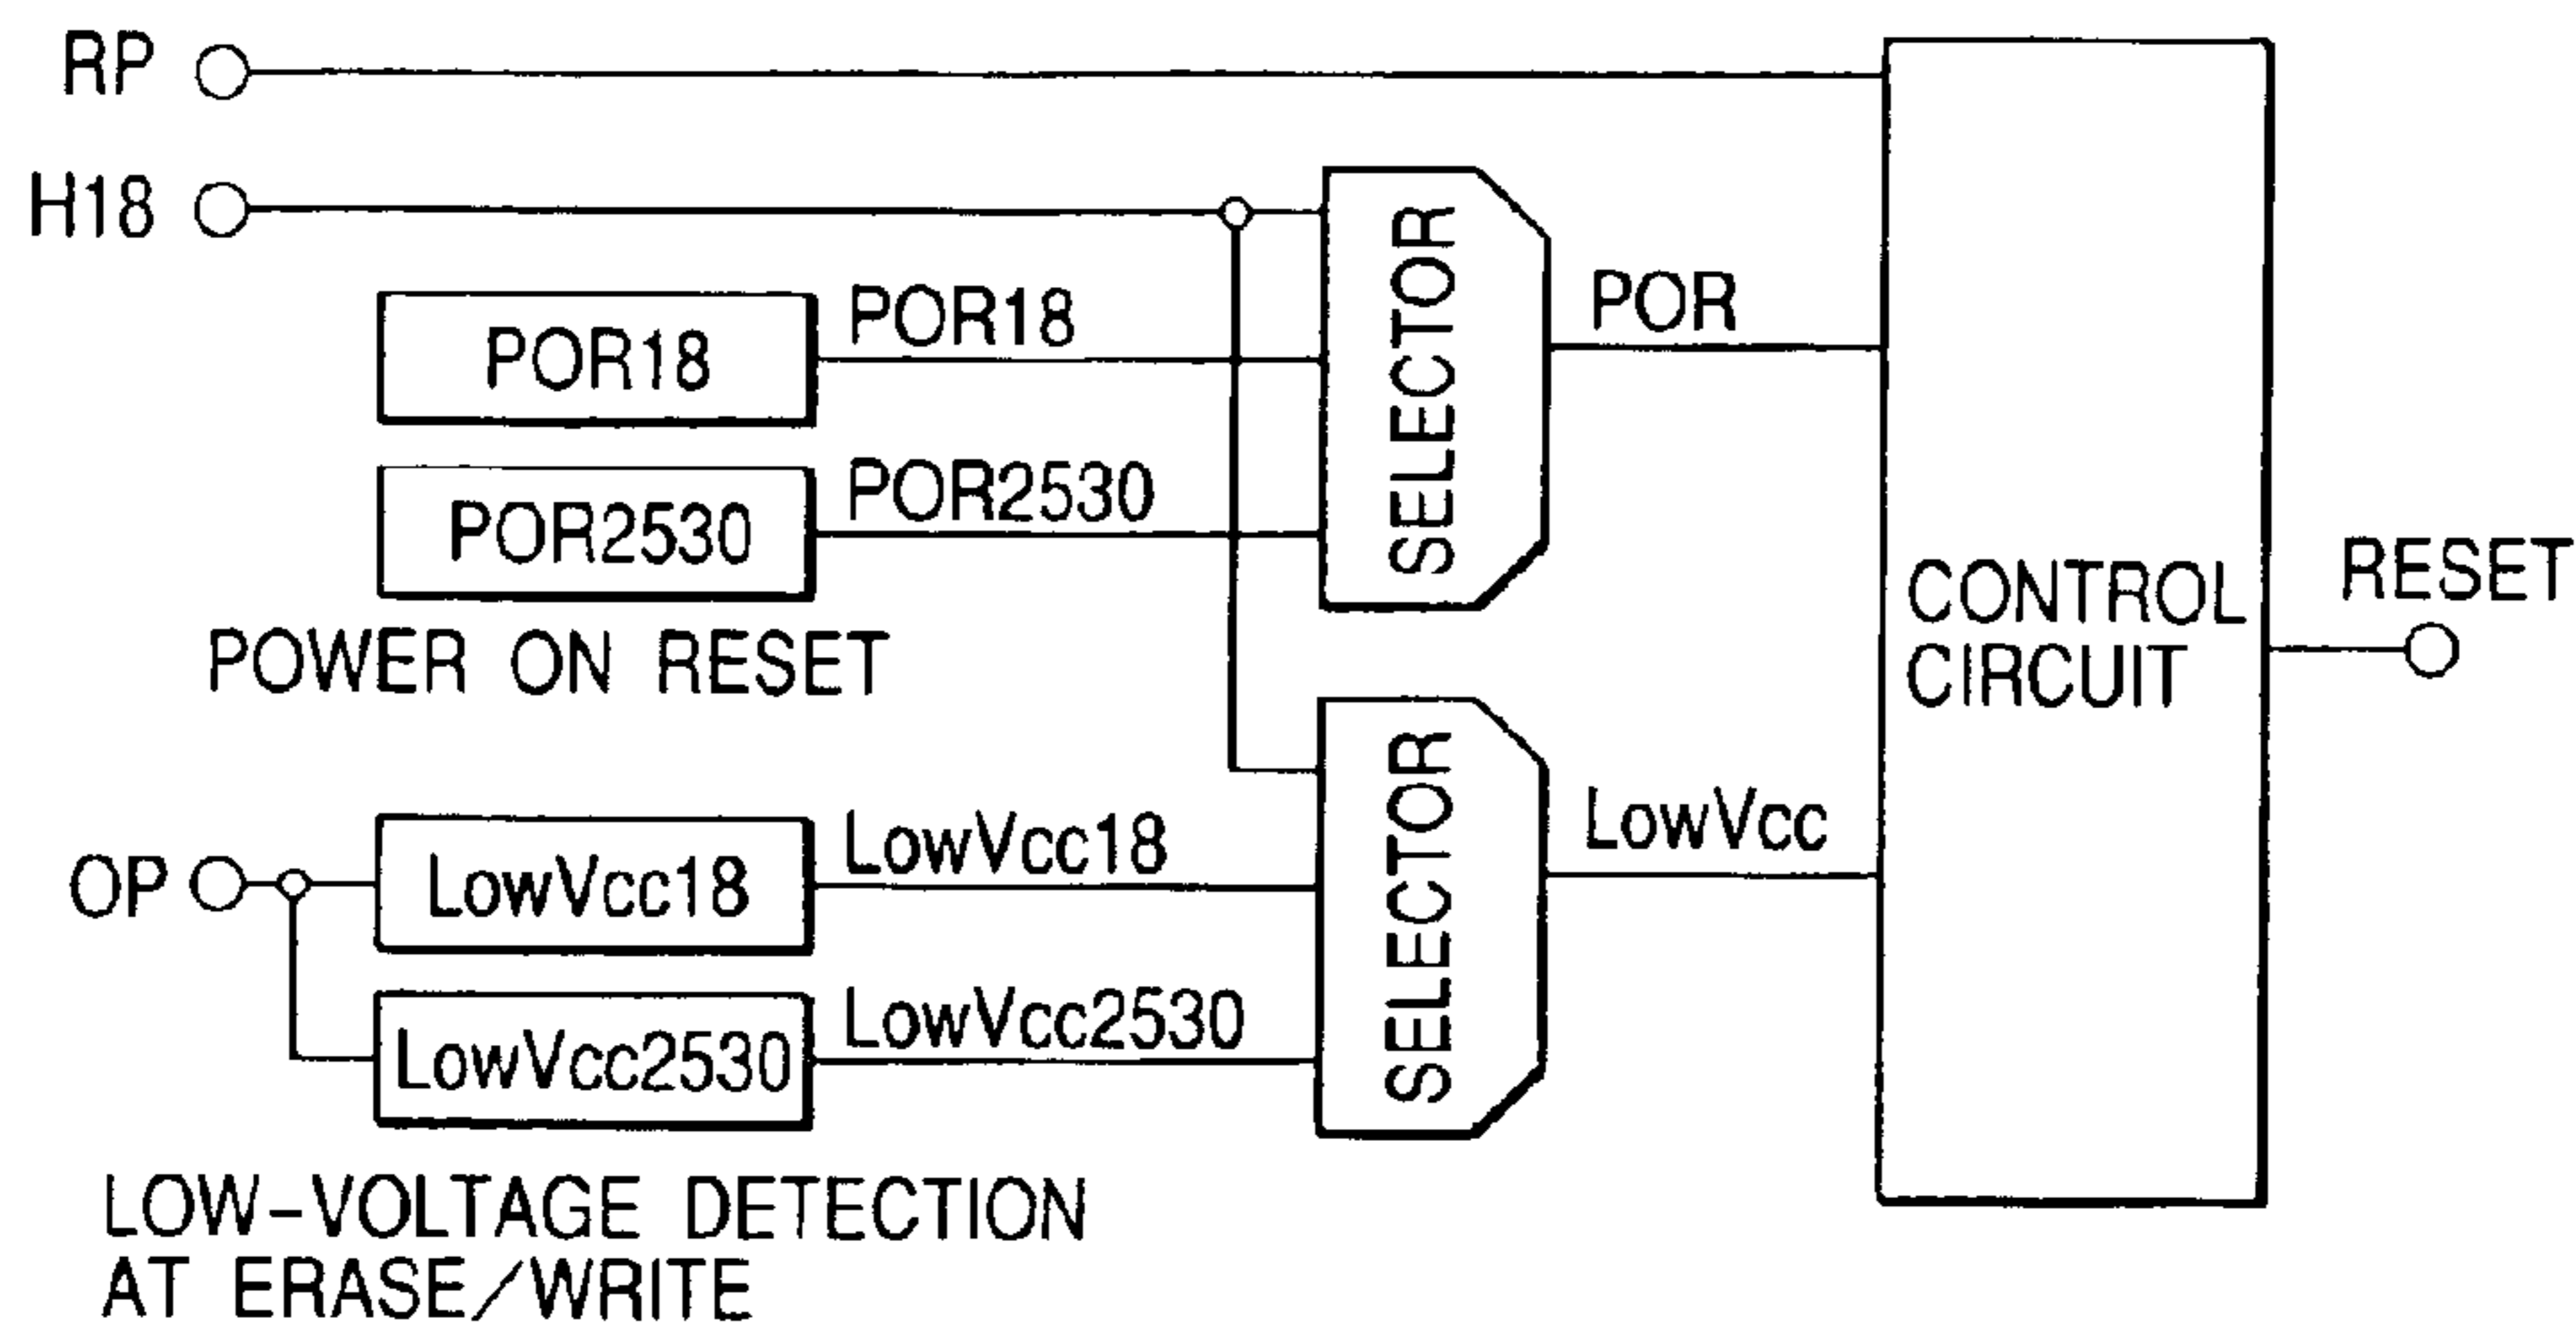 RP
H18
POR18
POR18
POR2530
POR2530
POWER ON RESET
SELECTOR
POR
OP
LowVcc18
LowVcc18
LowVcc2530
LowVcc2530
LOW-VOLTAGE DETECTION
AT ERASE/WRITE
SELECTOR
LowVcc
CONTROL
CIRCUIT
RESET